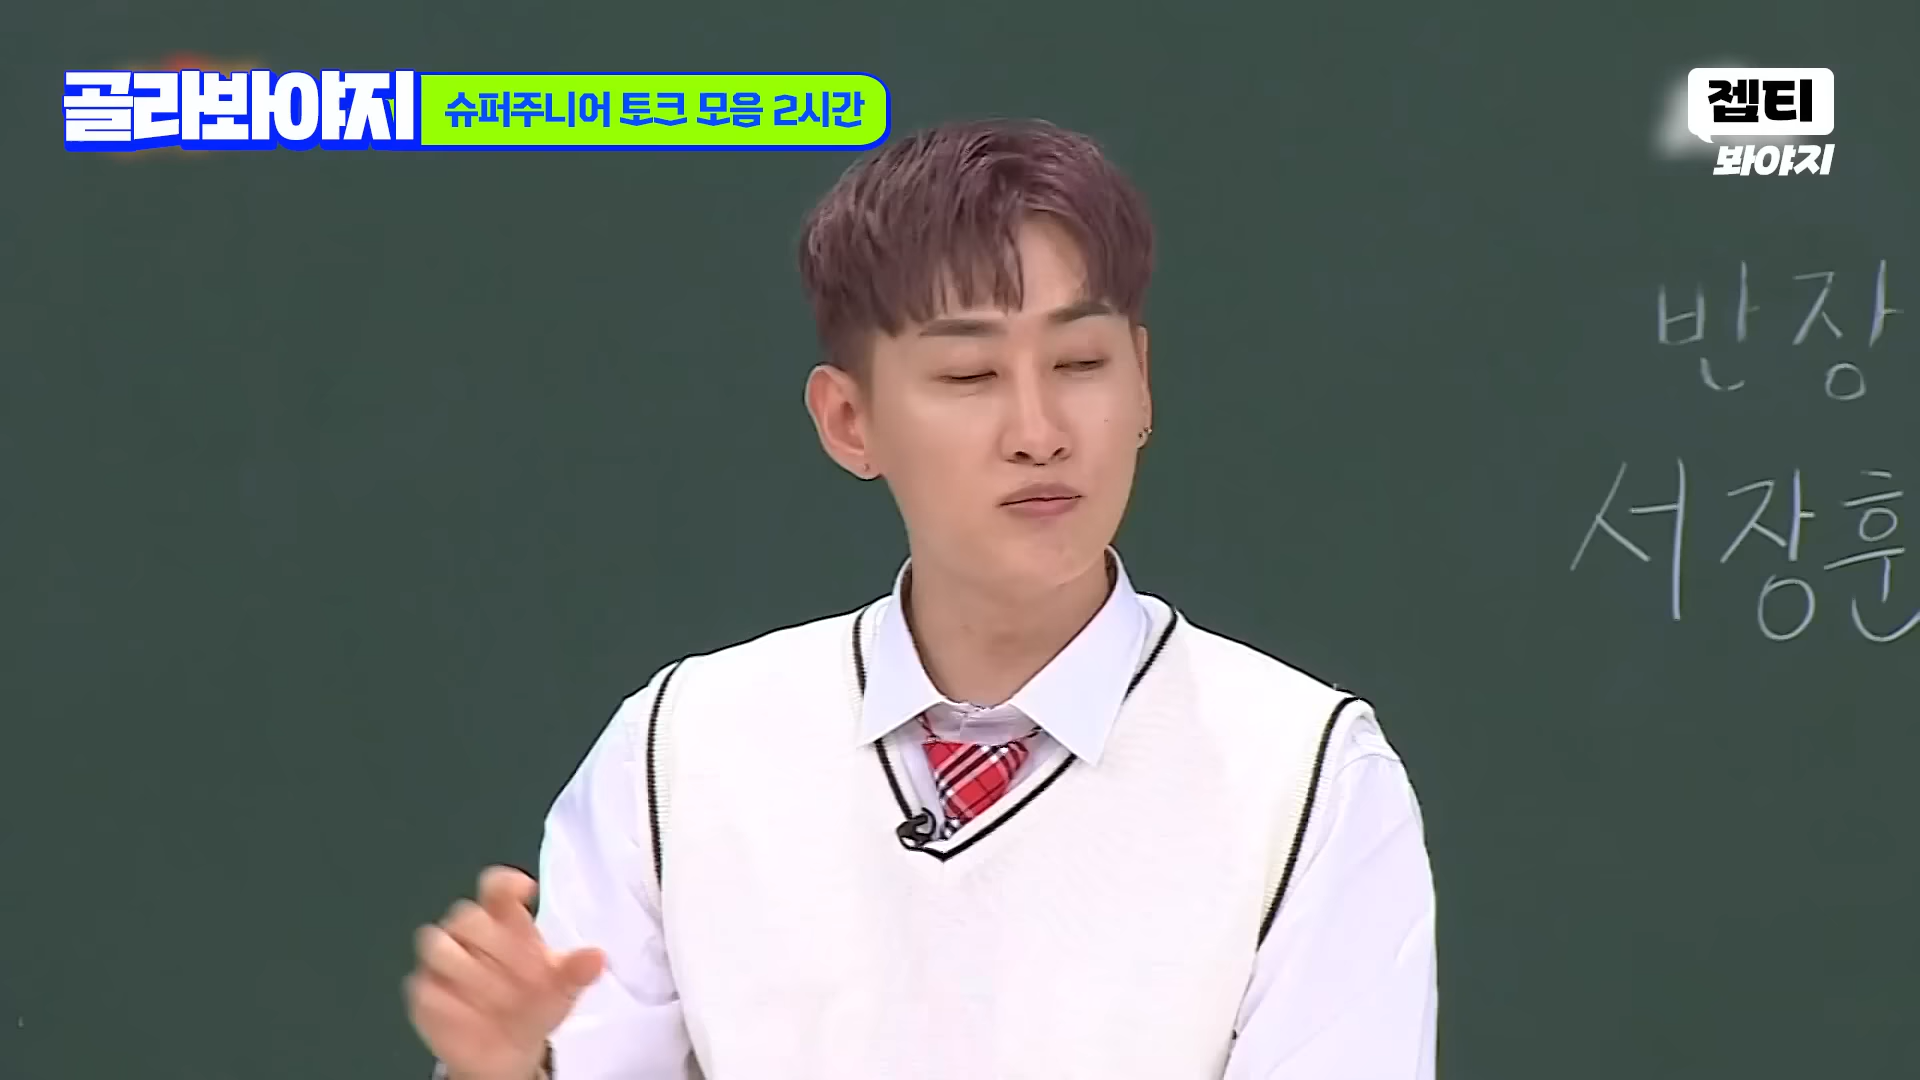 골라봐야지 슈퍼주니어 토크 모음 2시간
젭티
봐야지
반장
서장훈